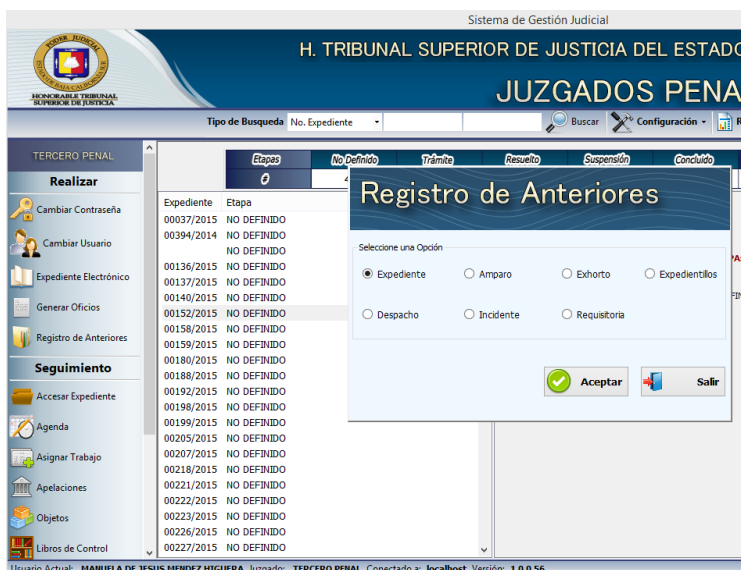 Sistema de Gestión Judicial
PODER JUDICIAL
ESTADO DE BAJA CALIFORNIA SUR
HONORABLE TRIBUNAL
SUPERIOR DE JUSTICIA
H. TRIBUNAL SUPERIOR DE JUSTICIA DEL ESTADO
JUZGADOS PENA
Tipo de Busqueda No. Expediente Buscar Configuración R
TERCERO PENAL
Realizar
Cambiar Contraseña
Cambiar Usuario
Expediente Electrónico
Generar Oficios
Registro de Anteriores
Seguimiento
Accesar Expediente
Agenda
Asignar Trabajo
Apelaciones
Objetos
Libros de Control
Etapas No Definido Trámite Resuelto Suspensión Concluido
# 4
Expediente Etapa
00037/2015 NO DEFINIDO
00394/2014 NO DEFINIDO
NO DEFINIDO
00136/2015 NO DEFINIDO
00137/2015 NO DEFINIDO
00140/2015 NO DEFINIDO
00152/2015 NO DEFINIDO
00158/2015 NO DEFINIDO
00159/2015 NO DEFINIDO
00180/2015 NO DEFINIDO
00188/2015 NO DEFINIDO
00192/2015 NO DEFINIDO
00198/2015 NO DEFINIDO
00199/2015 NO DEFINIDO
00205/2015 NO DEFINIDO
00207/2015 NO DEFINIDO
00218/2015 NO DEFINIDO
00221/2015 NO DEFINIDO
00222/2015 NO DEFINIDO
00223/2015 NO DEFINIDO
00226/2015 NO DEFINIDO
00227/2015 NO DEFINIDO
Registro de Anteriores
Seleccione una Opción
Expediente Amparo Exhorto Expedientillos
Despacho Incidente Requisitoria
Aceptar Salir
Usuario Actual: MANUELA DE JESUS MENDEZ HIGUERA Juzgado: TERCERO PENAL Conectado a: localhost Versión: 1.0.0.56